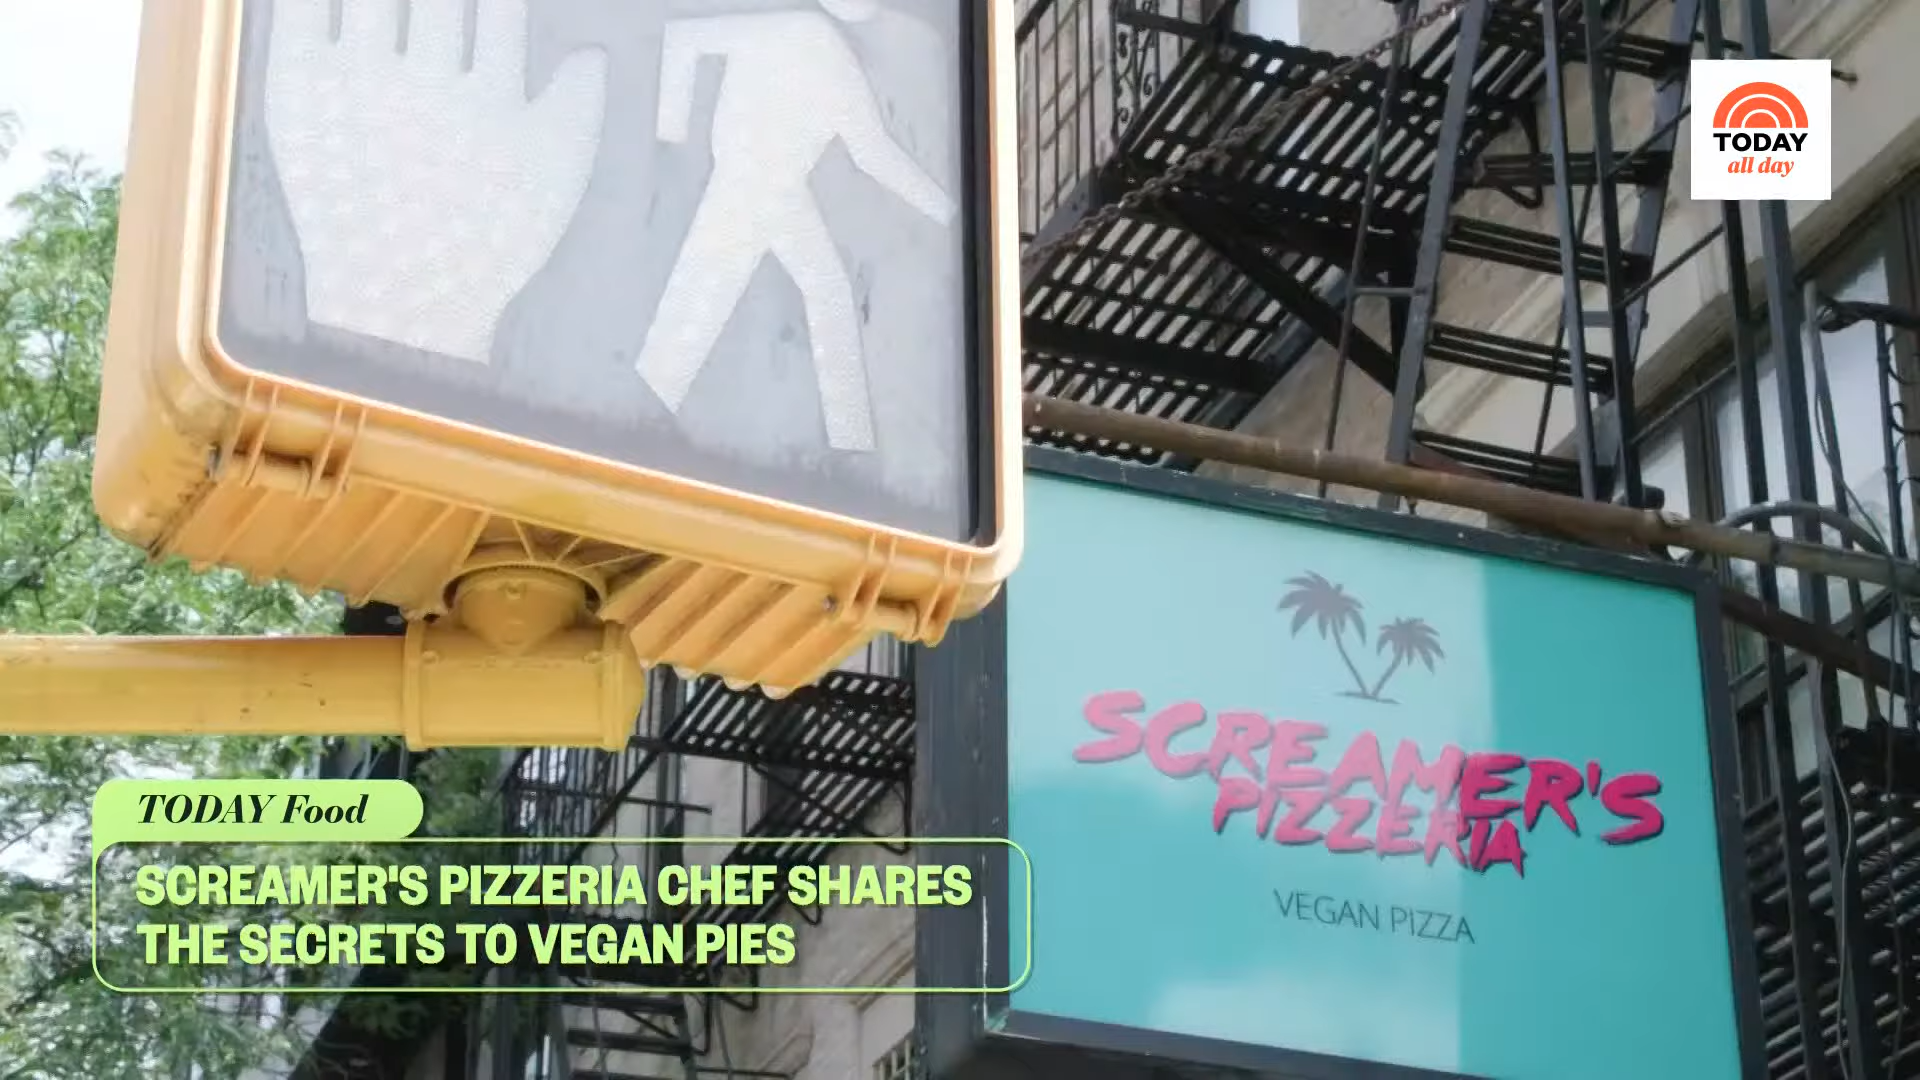 TODAY
all day
SCREAMER'S
PIZZERIA
VEGAN PIZZA
TODAY Food
SCREAMER'S PIZZERIA CHEF SHARES
THE SECRETS TO VEGAN PIES